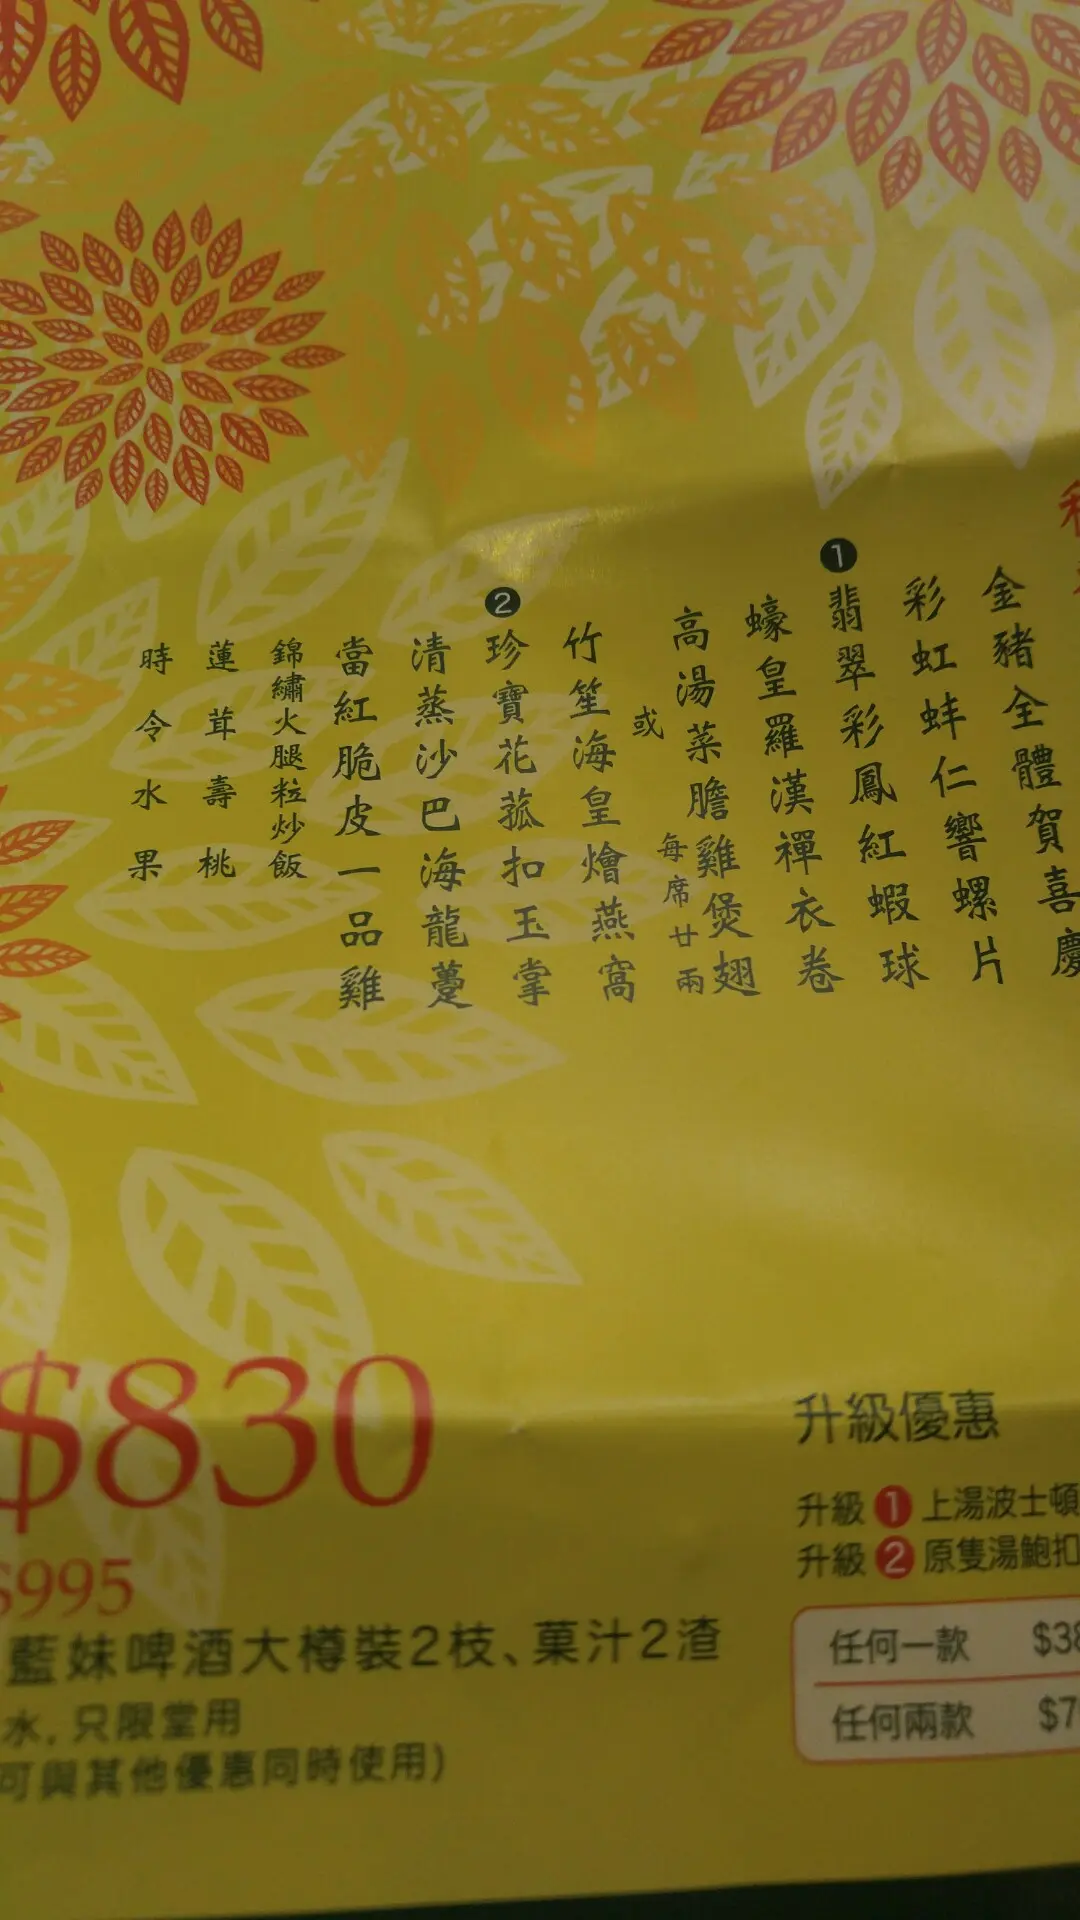 金豬全體賀喜慶
彩虹蚌仁響螺片
❶翡翠彩鳳紅蝦球
蠔皇羅漢禪衣卷
高湯菜膽雞煲翅
每席廿兩
或
竹笙海皇燴燕窩
❷珍寶花菰扣玉掌
清蒸沙巴海龍躉
當紅脆皮一品雞
錦繡火腿粒炒飯
蓮茸壽桃
時令水果
$830
$995
藍妹啤酒大樽裝2枝、菓汁2渣
水, 只限堂用
可與其他優惠同時使用)
升級優惠
升級❶上湯波士頓
升級❷原隻湯鮑扣
任何一款 $38
任何兩款 $7